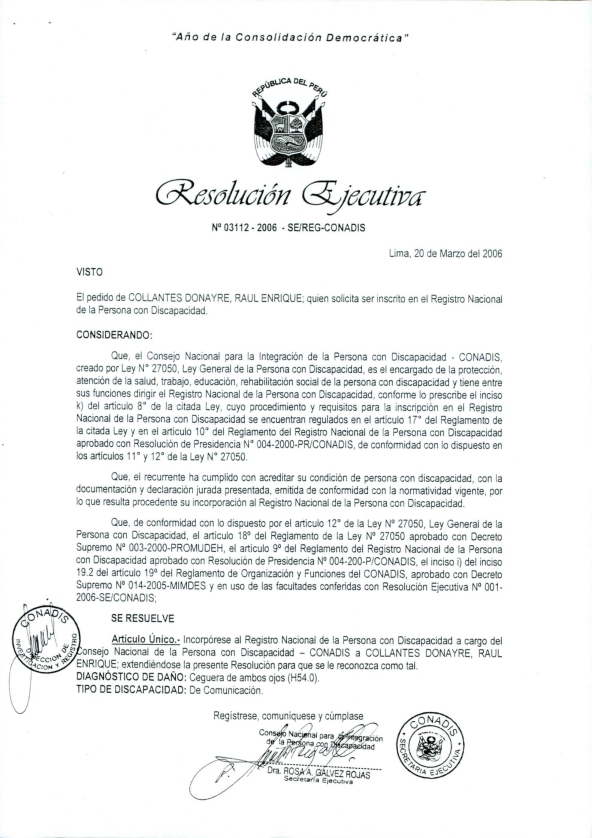 "Año de la Consolidación Democrática"
REPÚBLICA DEL PERÚ
Resolución Ejecutiva
Nº 03112 - 2006 - SE/REG-CONADIS
Lima, 20 de Marzo del 2006
VISTO
El pedido de COLLANTES DONAYRE, RAUL ENRIQUE; quien solicita ser inscrito en el Registro Nacional
de la Persona con Discapacidad.
CONSIDERANDO:
Que, el Consejo Nacional para la Integración de la Persona con Discapacidad - CONADIS,
creado por Ley N° 27050, Ley General de la Persona con Discapacidad, es el encargado de la protección,
atención de la salud, trabajo, educación, rehabilitación social de la persona con discapacidad y tiene entre
sus funciones dirigir el Registro Nacional de la Persona con Discapacidad, conforme lo prescribe el inciso
k) del artículo 8° de la citada Ley, cuyo procedimiento y requisitos para la inscripción en el Registro
Nacional de la Persona con Discapacidad se encuentran regulados en el artículo 17° del Reglamento de
la citada Ley y en el artículo 10° del Reglamento del Registro Nacional de la Persona con Discapacidad
aprobado con Resolución de Presidencia N° 004-2000-PR/CONADIS, de conformidad con lo dispuesto en
los artículos 11° y 12° de la Ley N° 27050.
Que, el recurrente ha cumplido con acreditar su condición de persona con discapacidad, con la
documentación y declaración jurada presentada, emitida de conformidad con la normatividad vigente, por
lo que resulta procedente su incorporación al Registro Nacional de la Persona con Discapacidad.
Que, de conformidad con lo dispuesto por el artículo 12° de la Ley N° 27050, Ley General de la
Persona con Discapacidad, el artículo 18º del Reglamento de la Ley N° 27050 aprobado con Decreto
Supremo N° 003-2000-PROMUDEH, el artículo 9º del Reglamento del Registro Nacional de la Persona
con Discapacidad aprobado con Resolución de Presidencia Nº 004-200-P/CONADIS, el inciso i) del inciso
19.2 del artículo 19º del Reglamento de Organización y Funciones del CONADIS, aprobado con Decreto
Supremo Nº 014-2005-MIMDES y en uso de las facultades conferidas con Resolución Ejecutiva Nº 001-
2006-SE/CONADIS;
SE RESUELVE
Artículo Único.- Incorpórese al Registro Nacional de la Persona con Discapacidad a cargo del
Consejo Nacional de la Persona con Discapacidad – CONADIS a COLLANTES DONAYRE, RAUL
ENRIQUE; extendiéndose la presente Resolución para que se le reconozca como tal.
DIAGNÓSTICO DE DAÑO: Ceguera de ambos ojos (H54.0).
TIPO DE DISCAPACIDAD: De Comunicación.
CONADIS
DIRECCION DE
INVESTIGACION Y REGISTRO
Regístrese, comuníquese y cúmplase
Consejo Nacional para la Integración
de la Persona con Discapacidad
Dra. ROSA A. GALVEZ ROJAS
Secretaria Ejecutiva
CONADIS
SECRETARIA EJECUTIVA